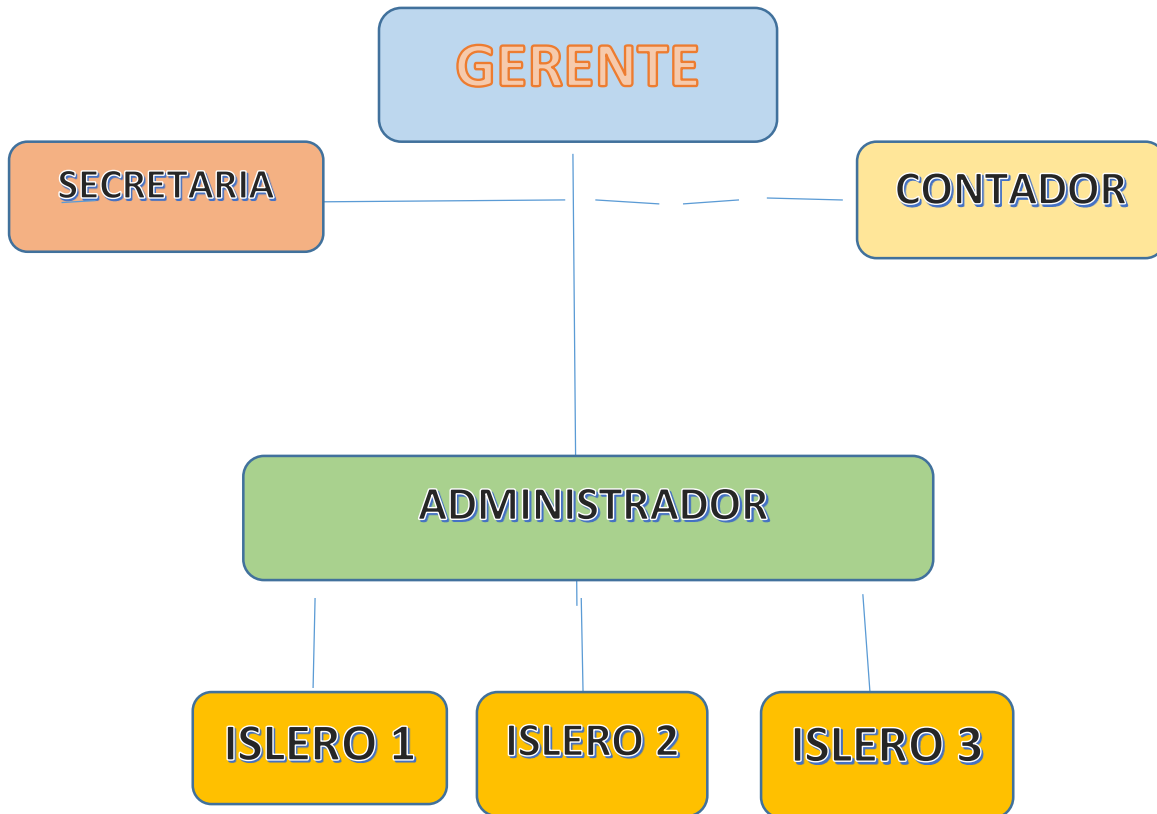 GERENTE
SECRETARIA
CONTADOR
ADMINISTRADOR
ISLERO 1
ISLERO 2
ISLERO 3